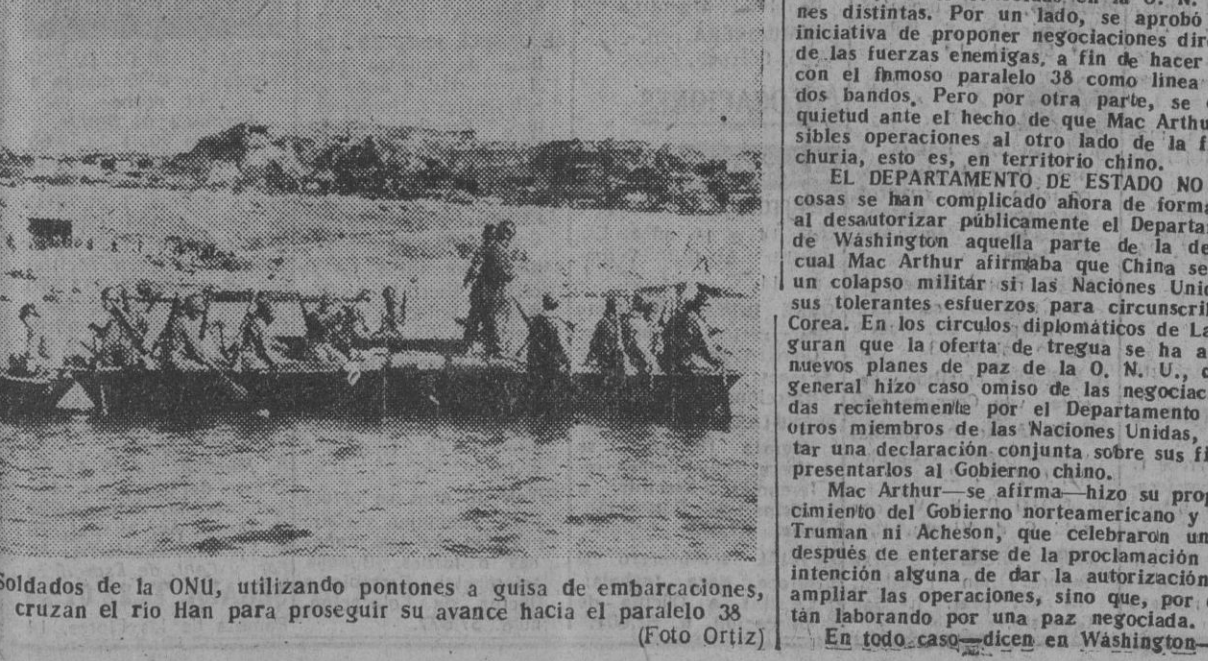 Soldados de la ONU, utilizando pontones a guisa de embarcaciones,
cruzan el río Han para proseguir su avance hacia el paralelo 38
(Foto Ortiz)
nes distintas. Por un lado, se aprobó
iniciativa de proponer negociaciones dir
de las fuerzas enemigas, a fin de hacer
con el famoso paralelo 38 como linea
dos bandos. Pero por otra parte, se
quietud ante el hecho de que Mac Arthu
sibles operaciones al otro lado de la f
churia, esto es, en territorio chino.
EL DEPARTAMENTO DE ESTADO NO
cosas se han complicado ahora de forma
al desautorizar públicamente el Departa
de Wáshington aquella parte de la de
cual Mac Arthur afirmaba que China se
un colapso militar si las Naciones Unid
sus tolerantes esfuerzos para circunscri
Corea. En los circulos diplomáticos de La
guran que la oferta de tregua se ha a
nuevos planes de paz de la O. N. U.,
general hizo caso omiso de las negociac
das recientemente por el Departamento
otros miembros de las Naciones Unidas,
tar una declaración conjunta sobre sus fi
presentarlos al Gobierno chino.
Mac Arthur—se afirma—hizo su prop
cimiento del Gobierno norteamericano y
Truman ni Acheson, que celebraron un
después de enterarse de la proclamación
intención alguna de dar la autorización
ampliar las operaciones, sino que, por
tán laborando por una paz negociada.
En todo caso—dicen en Wáshington—